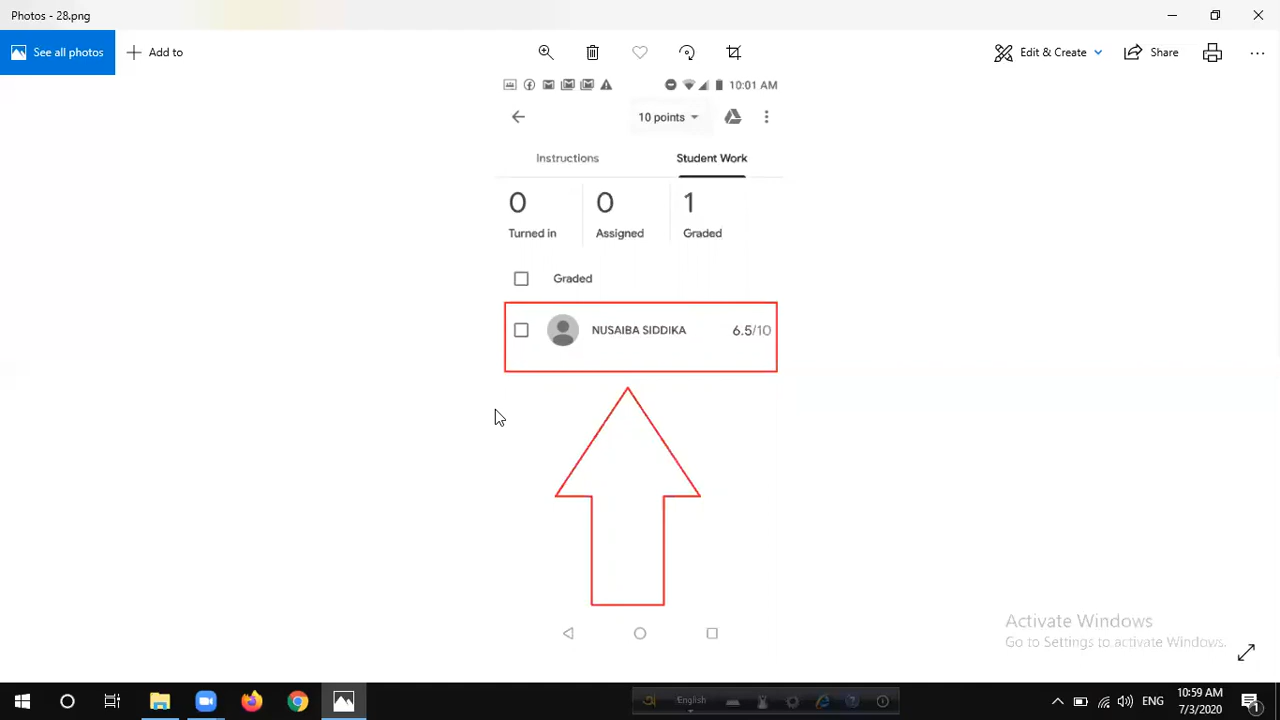 Photos - 28.png
See all photos
Add to
Edit & Create
Share
10:01 AM
10 points
Instructions
Student Work
0
0
1
Turned in
Assigned
Graded
Graded
NUSAIBA SIDDIKA
6.5/10
Activate Windows
Go to Settings to activate Windows.
অ
English
ENG
10:59 AM
7/3/2020
1